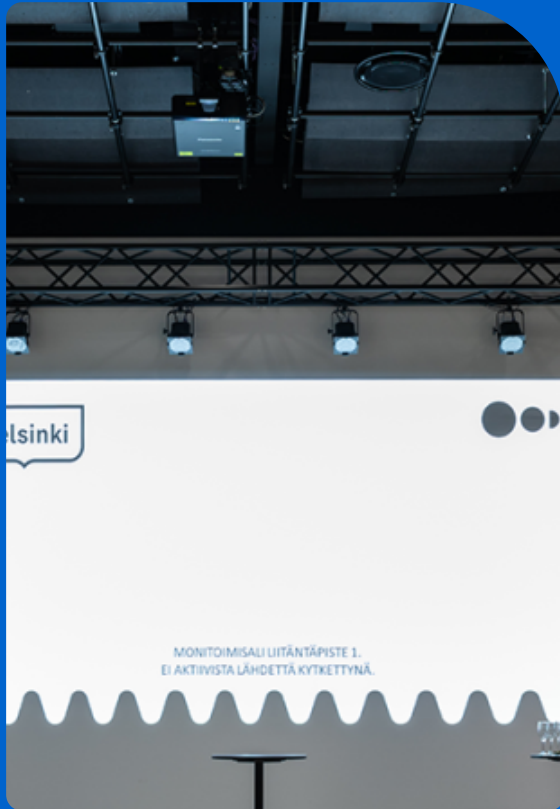 elsinki
MONITOIMISALI LIITÄNTÄPISTE 1.
EI AKTIIVISTA LÄHDETTÄ KYTKETTYNÄ.